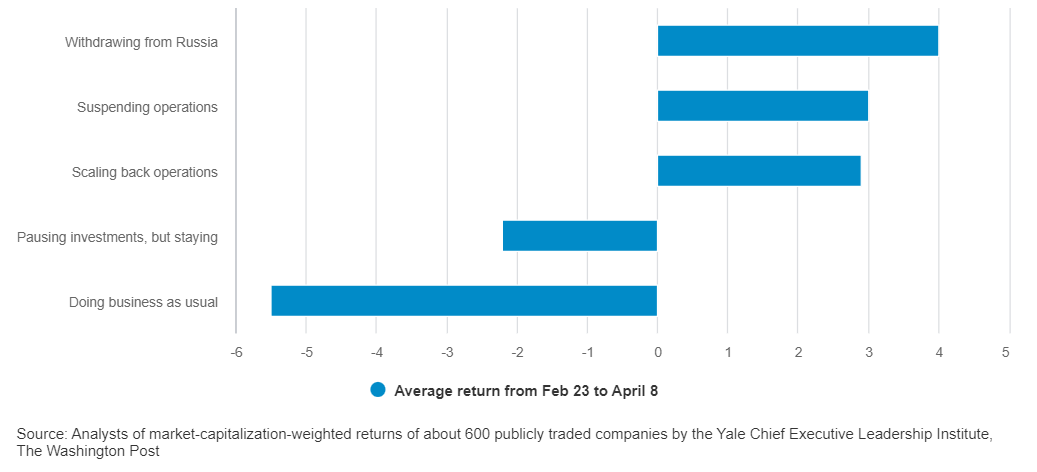 Withdrawing from Russia
Suspending operations
Scaling back operations
Pausing investments, but staying
Doing business as usual
-6 -5 -4 -3 -2 -1 0 1 2 3 4 5
Average return from Feb 23 to April 8
Source: Analysts of market-capitalization-weighted returns of about 600 publicly traded companies by the Yale Chief Executive Leadership Institute,
The Washington Post